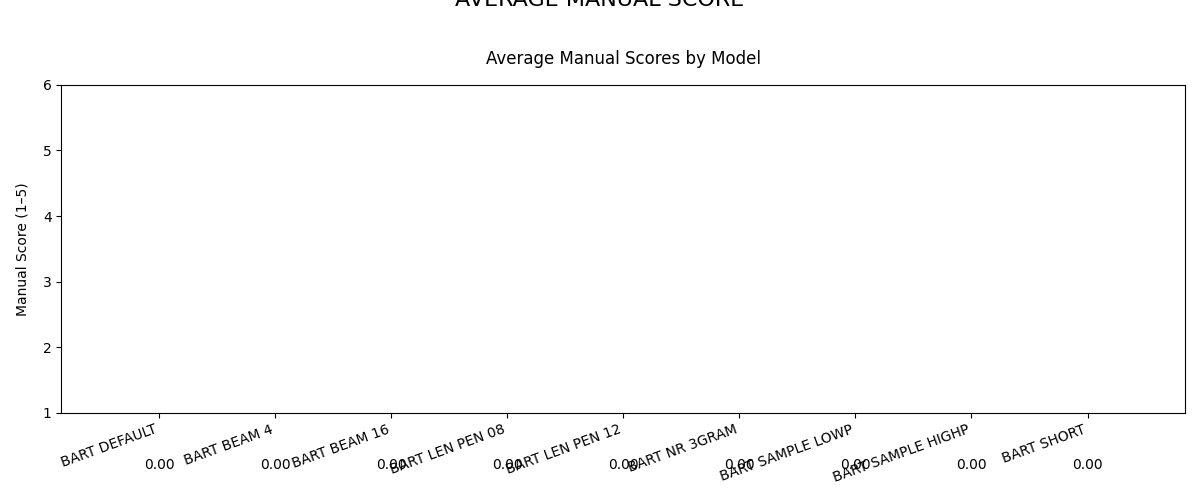 AVERAGE MANUAL SCORE
Average Manual Scores by Model
Manual Score (1–5)
6
5
4
3
2
1
BART DEFAULT
BART BEAM 4
BART BEAM 16
BART LEN PEN 08
BART LEN PEN 12
BART NR 3GRAM
BART SAMPLE LOWP
BART SAMPLE HIGHP
BART SHORT
0.00
0.00
0.00
0.00
0.00
0.00
0.00
0.00
0.00